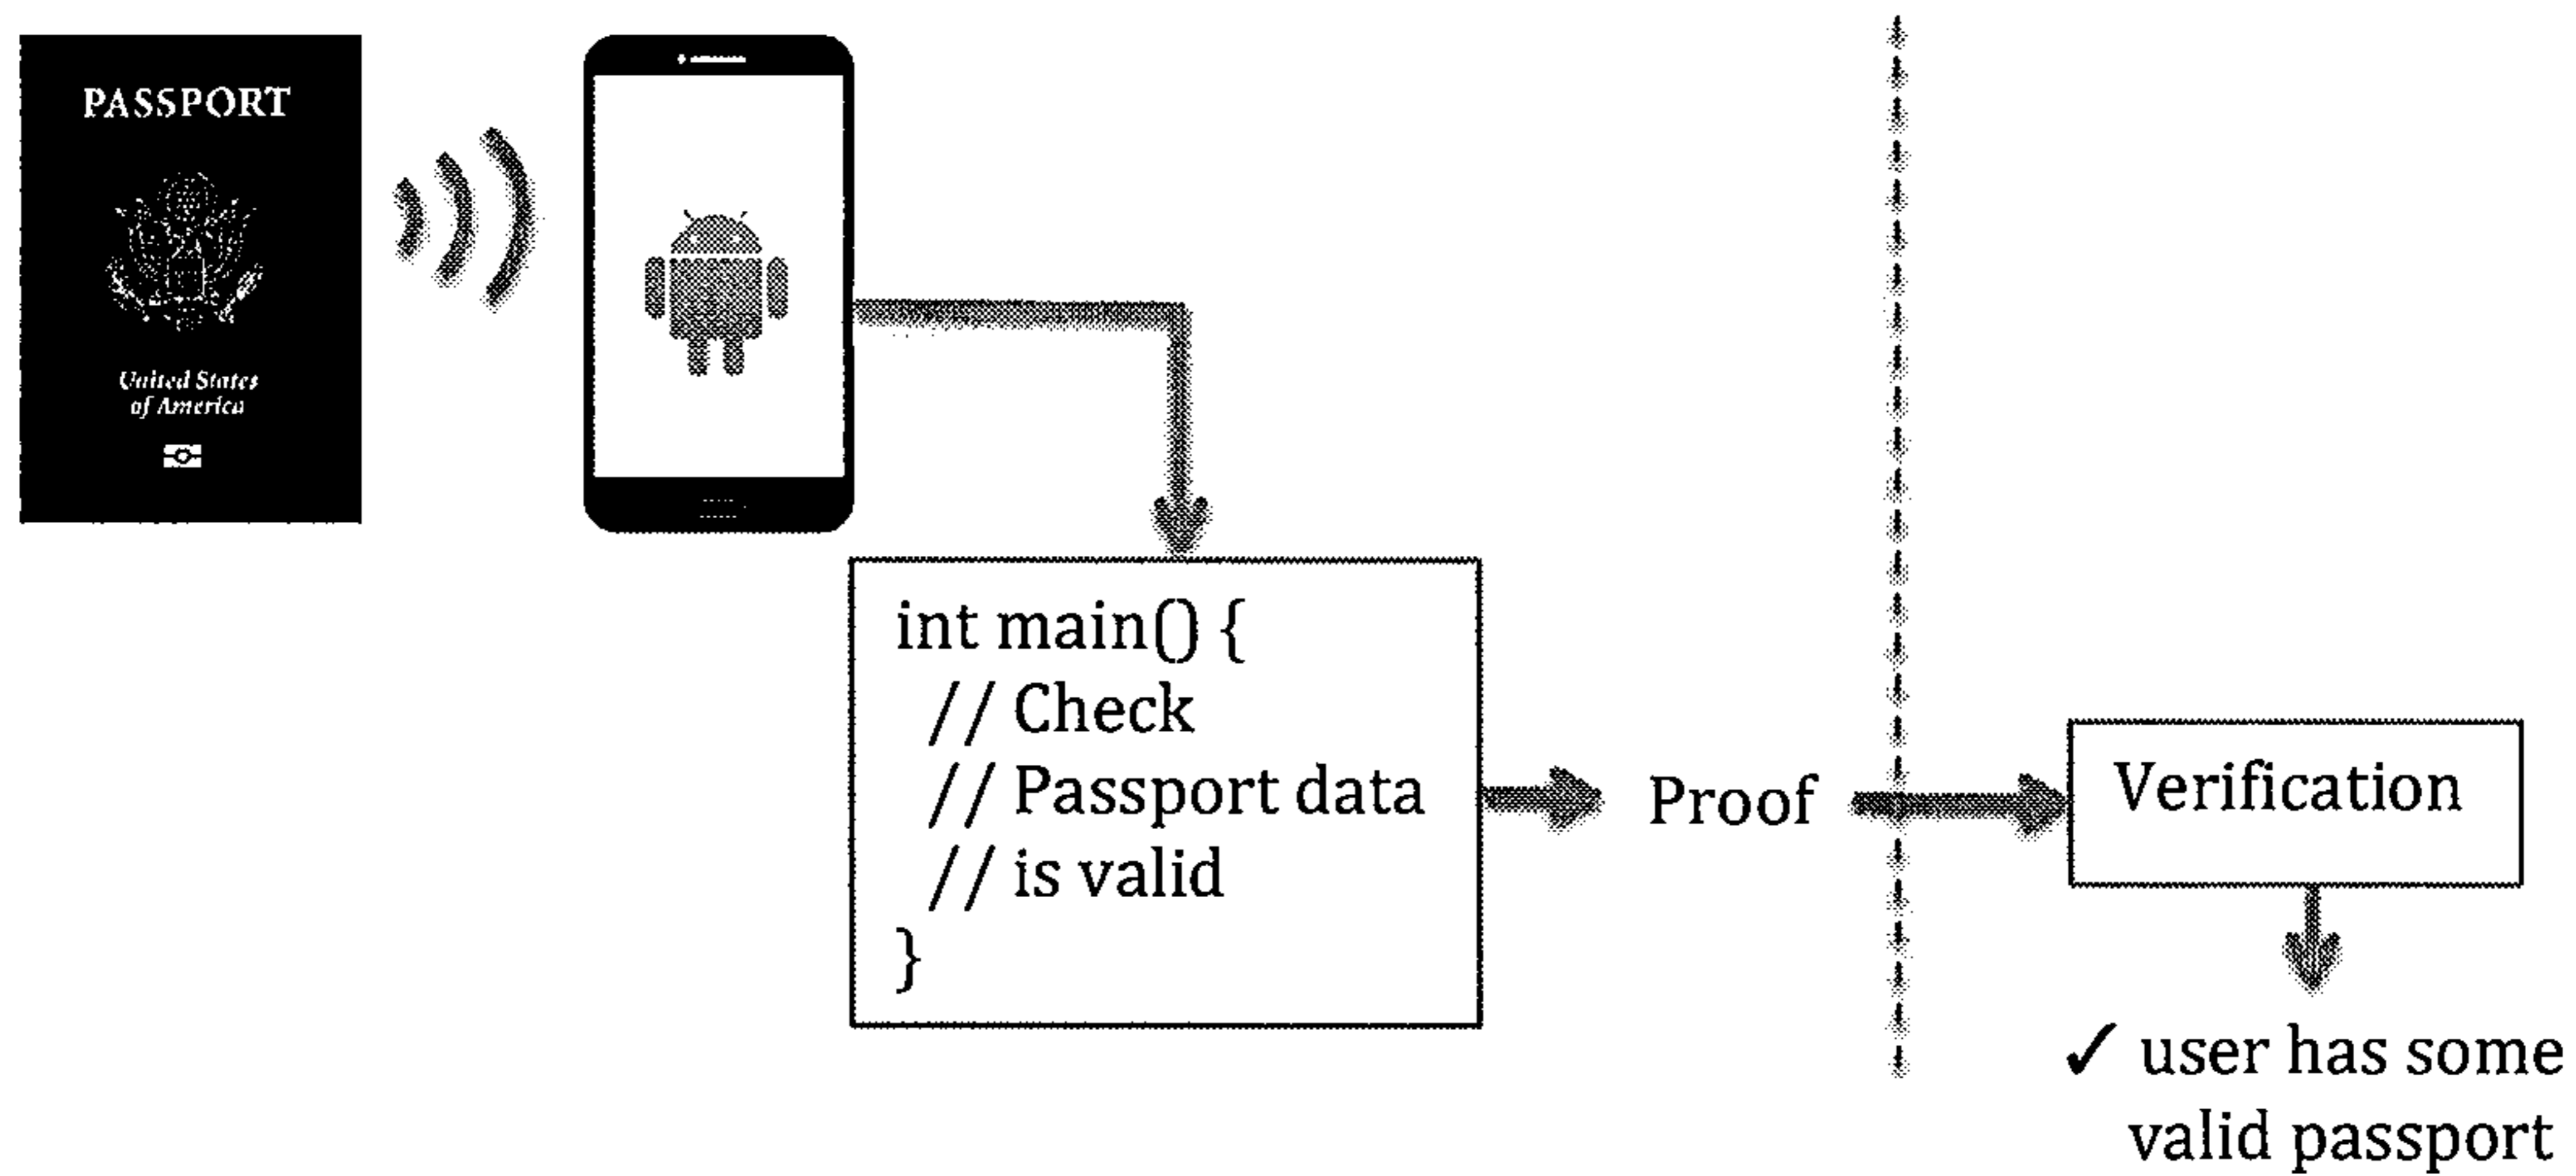 PASSPORT
United States
of America
int main() {
// Check
// Passport data
// is valid
}
Proof
Verification
✓ user has some
valid passport